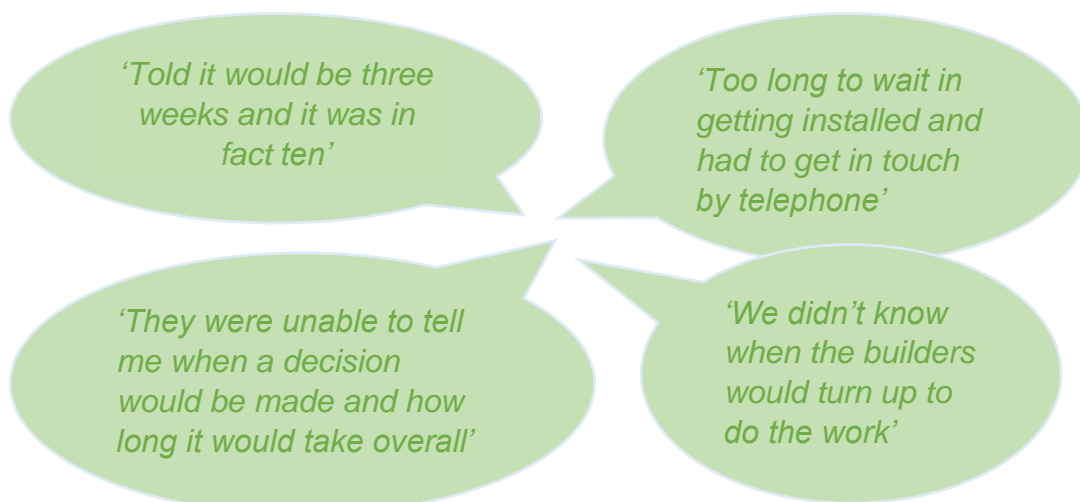 ‘Told it would be three
weeks and it was in
fact ten’
‘Too long to wait in
getting installed and
had to get in touch
by telephone’
‘They were unable to tell
me when a decision
would be made and how
long it would take overall’
‘We didn’t know
when the builders
would turn up to
do the work’